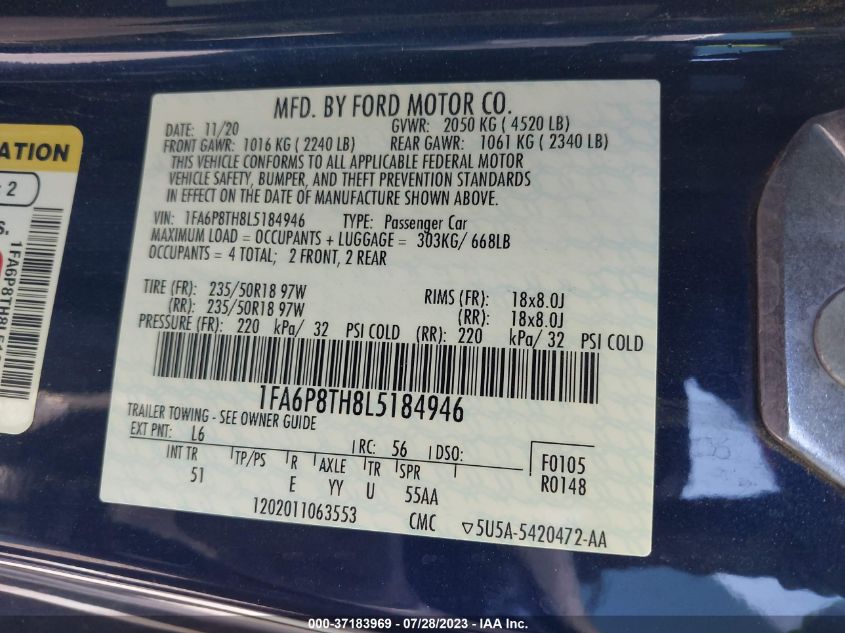 MFD. BY FORD MOTOR CO.
DATE: 11/20 GVWR: 2050 KG ( 4520 LB)
FRONT GAWR: 1016 KG ( 2240 LB) REAR GAWR: 1061 KG ( 2340 LB)
THIS VEHICLE CONFORMS TO ALL APPLICABLE FEDERAL MOTOR
VEHICLE SAFETY, BUMPER, AND THEFT PREVENTION STANDARDS
IN EFFECT ON THE DATE OF MANUFACTURE SHOWN ABOVE.
VIN: 1FA6P8TH8L5184946 TYPE: Passenger Car
MAXIMUM LOAD = OCCUPANTS + LUGGAGE = 303KG/ 668LB
OCCUPANTS = 4 TOTAL; 2 FRONT, 2 REAR
TIRE (FR): 235/50R18 97W RIMS (FR): 18x8.0J
(RR): 235/50R18 97W (RR): 18x8.0J
PRESSURE (FR): 220 kPa/ 32 PSI COLD (RR): 220 kPa/ 32 PSI COLD
1FA6P8TH8L5184946
TRAILER TOWING - SEE OWNER GUIDE
EXT PNT: L6 RC: 56 DSO:
INT TR TP/PS R AXLE TR SPR F0105
51 E YY U 55AA R0148
1202011063553 CMC ▽5U5A-5420472-AA
ATION
2
s.
000-37183969 - 07/28/2023 - IAAI.com